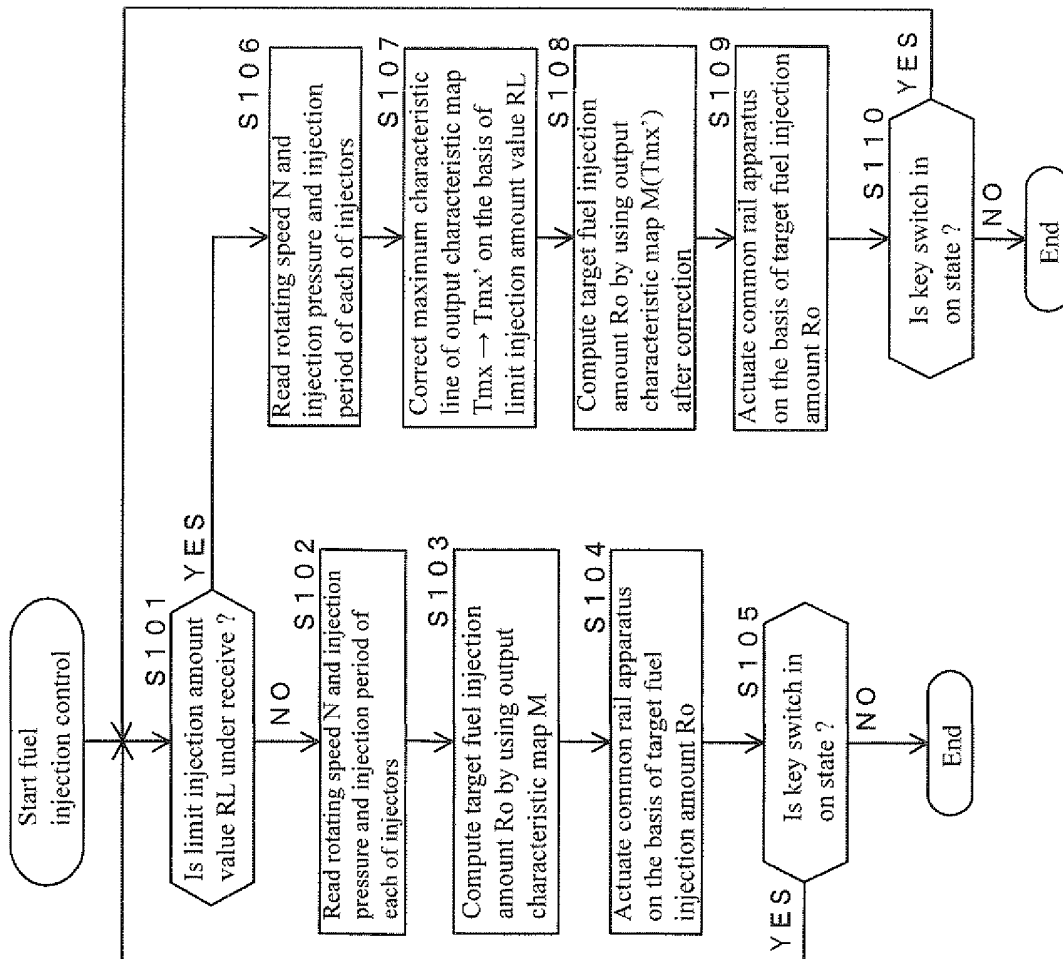 Start fuel
injection control
S101
Is limit injection amount
value RL under receive ?
YES
NO
S102
Read rotating speed N and injection
pressure and injection period of
each of injectors
S103
Compute target fuel injection
amount Ro by using output
characteristic map M
S104
Actuate common rail apparatus
on the basis of target fuel
injection amount Ro
S105
Is key switch in
on state ?
YES
NO
End
S106
Read rotating speed N and
injection pressure and injection
period of each of injectors
S107
Correct maximum characteristic
line of output characteristic map
Tmx → Tmx' on the basis of
limit injection amount value RL
S108
Compute target fuel injection
amount Ro by using output
characteristic map M(Tmx')
after correction
S109
Actuate common rail apparatus
on the basis of target fuel injection
amount Ro
S110
Is key switch in
on state ?
YES
NO
End